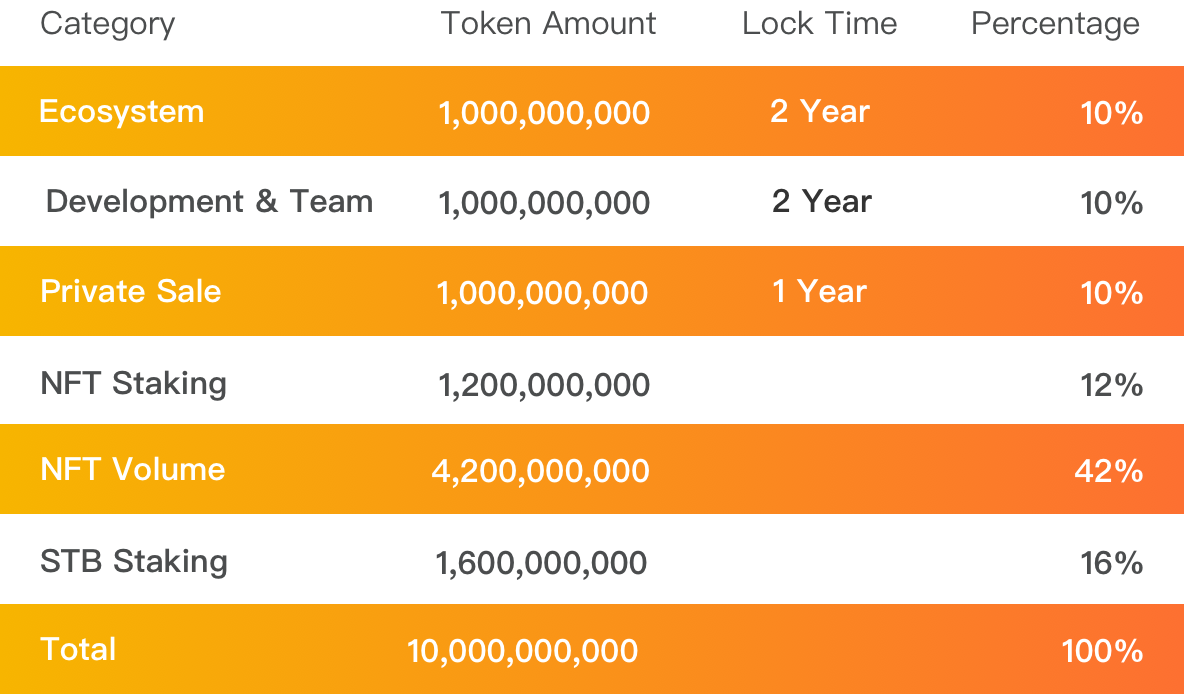 Category Token Amount Lock Time Percentage
Ecosystem 1,000,000,000 2 Year 10%
Development & Team 1,000,000,000 2 Year 10%
Private Sale 1,000,000,000 1 Year 10%
NFT Staking 1,200,000,000 12%
NFT Volume 4,200,000,000 42%
STB Staking 1,600,000,000 16%
Total 10,000,000,000 100%